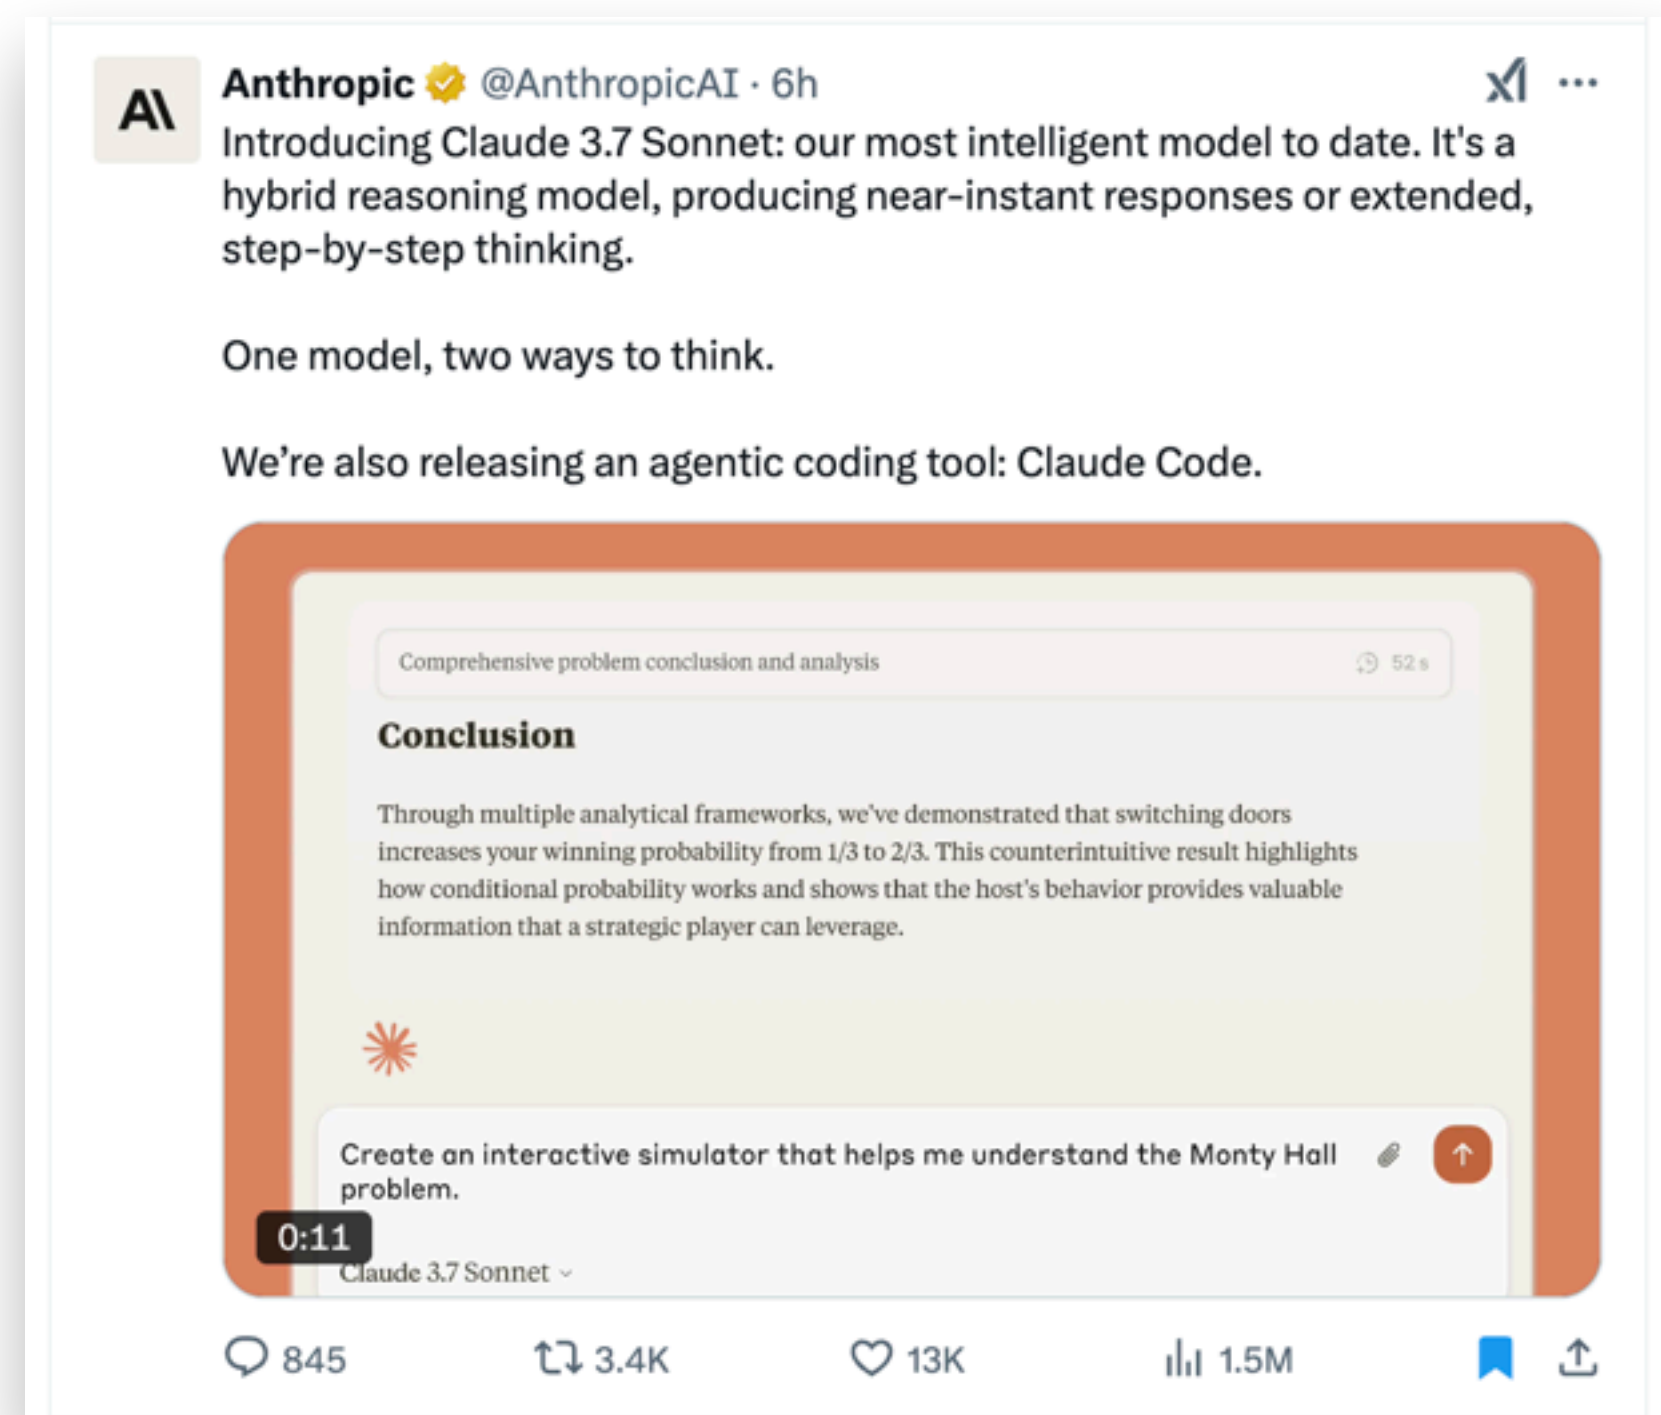 Anthropic @AnthropicAI · 6h
Introducing Claude 3.7 Sonnet: our most intelligent model to date. It's a
hybrid reasoning model, producing near-instant responses or extended,
step-by-step thinking.
One model, two ways to think.
We’re also releasing an agentic coding tool: Claude Code.
Comprehensive problem conclusion and analysis 52s
Conclusion
Through multiple analytical frameworks, we've demonstrated that switching doors
increases your winning probability from 1/3 to 2/3. This counterintuitive result highlights
how conditional probability works and shows that the host's behavior provides valuable
information that a strategic player can leverage.
Create an interactive simulator that helps me understand the Monty Hall
problem.
0:11
Claude 3.7 Sonnet
845 3.4K 13K 1.5M